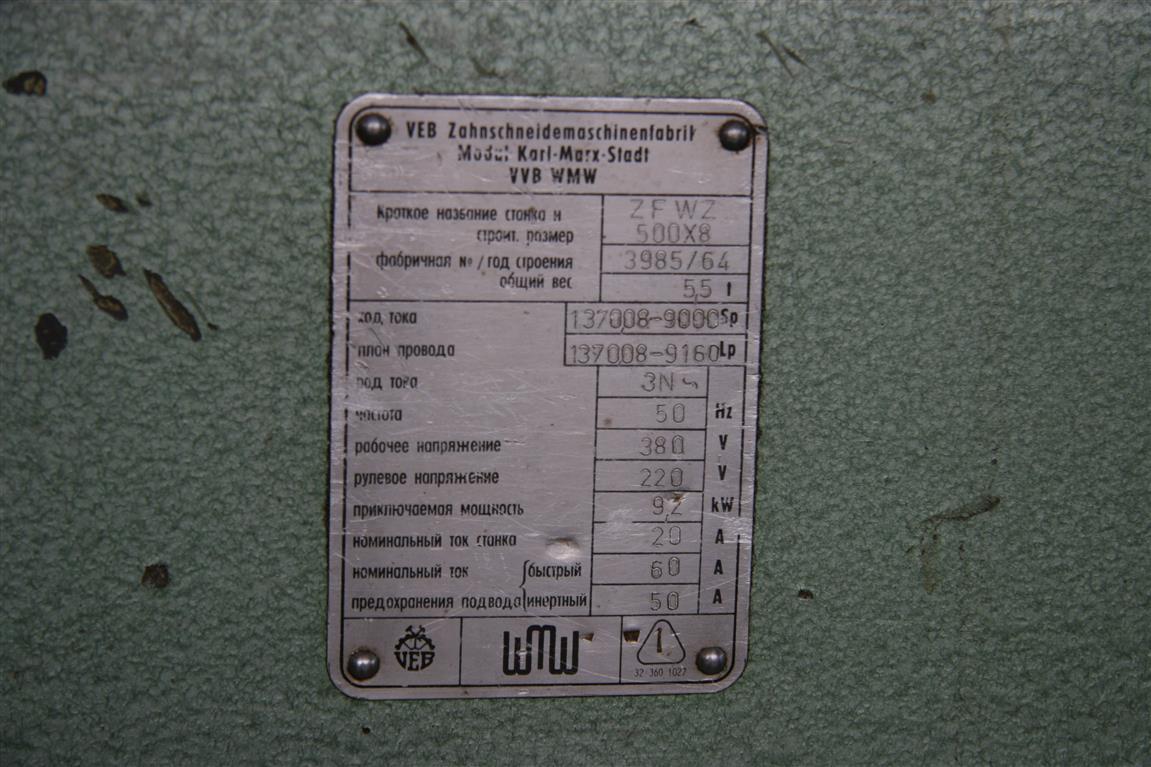 VEB Zahnschneidemaschinenfabrik
Modul Karl-Marx-Stadt
VVB WMW
Краткое название станка и ZFWZ
строит. размер 500X8
фабричная №/год строения 3985/64
общий вес 5,5 t
ход. тока 137008-9000 Sp
план провода 137008-9160 Lp
род тока 3N~
частота 50 Hz
рабочее напряжение 380 V
рулевое напряжение 220 V
приключаемая мощность 9,2 kW
номинальный ток станка 20 A
номинальный ток {быстрый 60 A
предохранения подвода {инертный 50 A
VEB WMW 1
32 360 1027